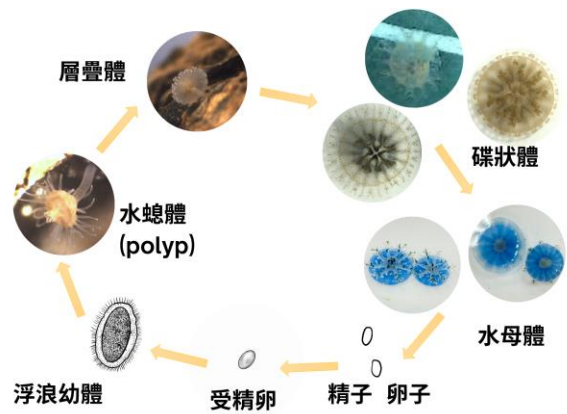 層疊體
碟狀體
水螅體
(polyp)
水母體
浮浪幼體
受精卵
精子 卵子